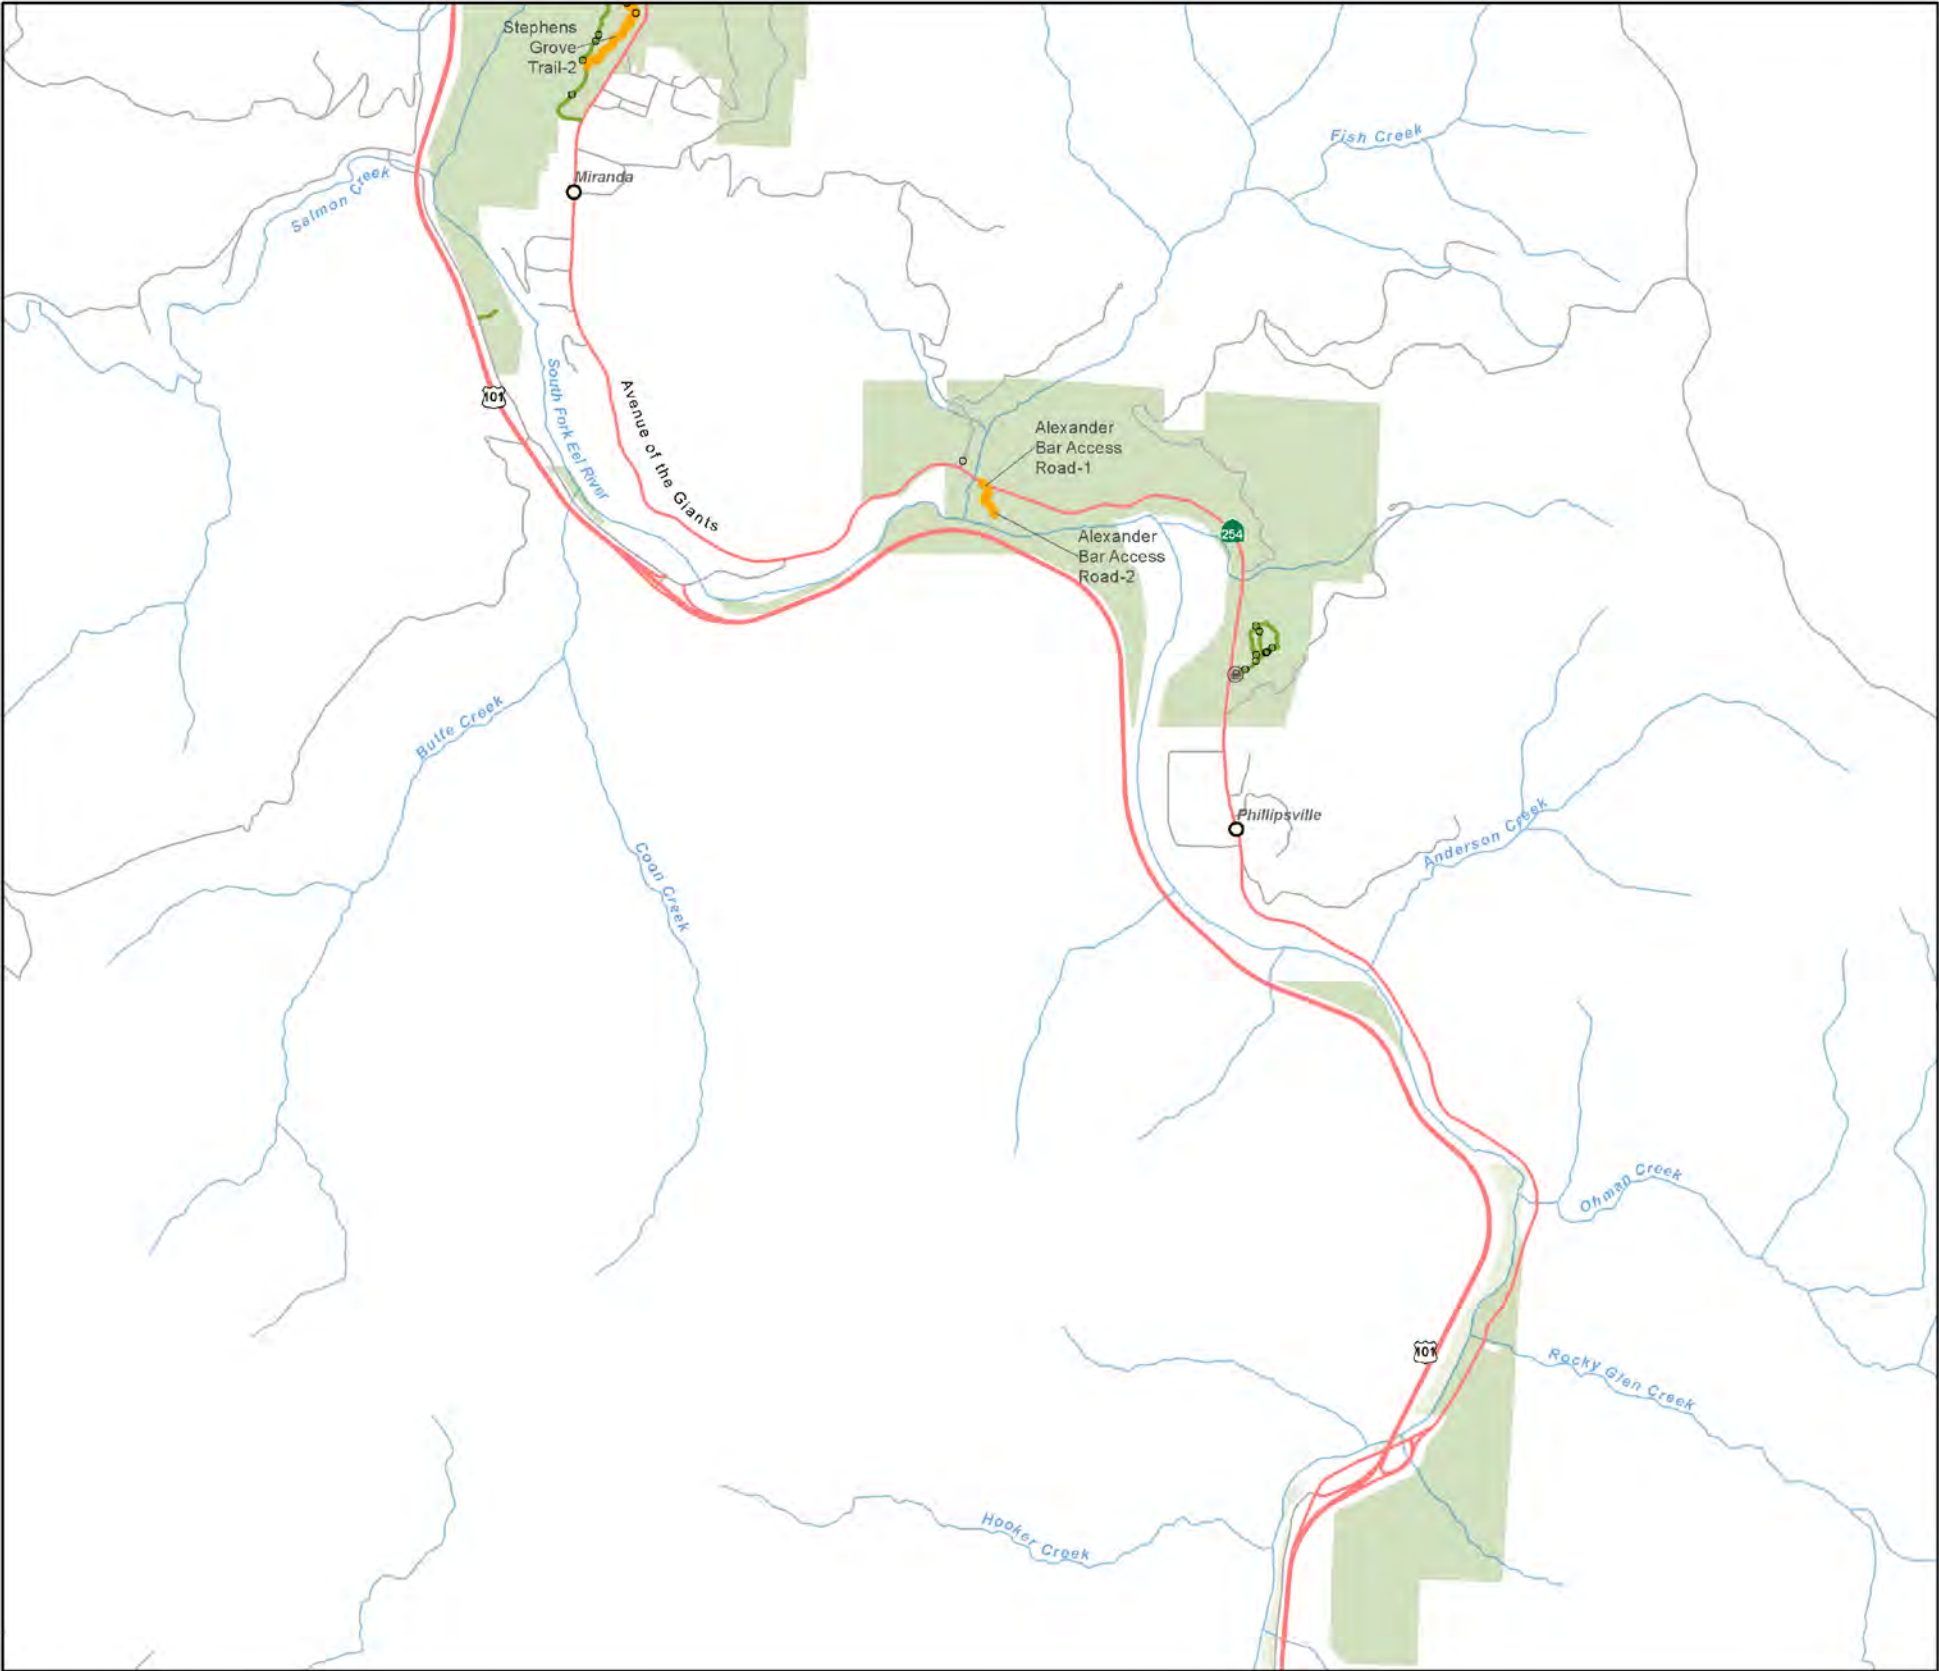 Stephens
Grove
Trail-2
Fish Creek
Salmon Creek
Miranda
101
South Fork Eel River
Avenue of the Giants
Alexander
Bar Access
Road-1
254
Alexander
Bar Access
Road-2
Butte Creek
Phillipsville
Anderson Creek
Coon Creek
Ohman Creek
101
Rocky Glen Creek
Hooker Creek